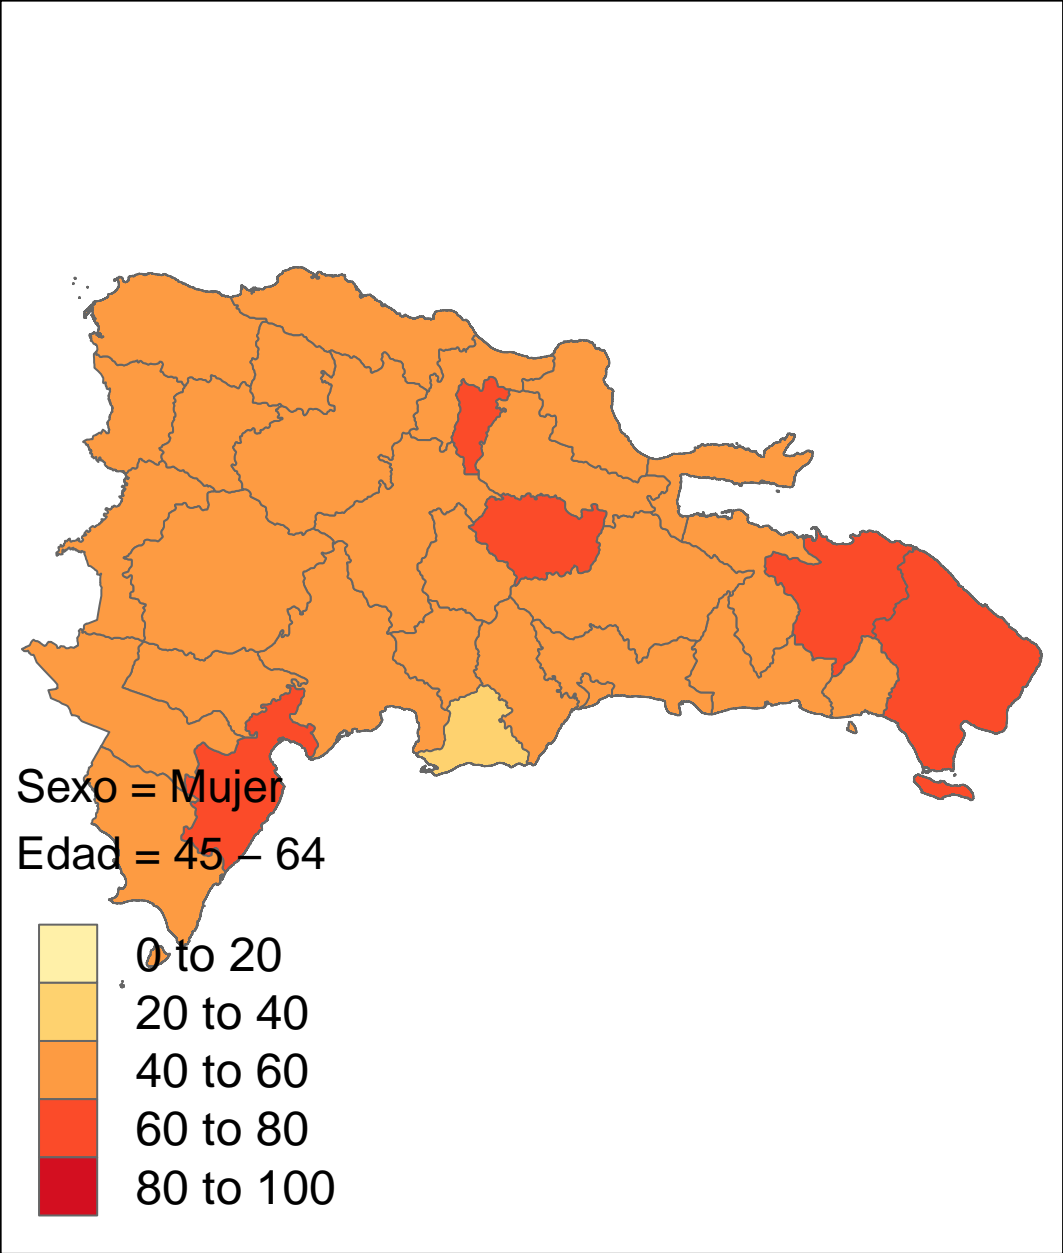 Sexo = Mujer
Edad = 45 – 64
0 to 20
20 to 40
40 to 60
60 to 80
80 to 100